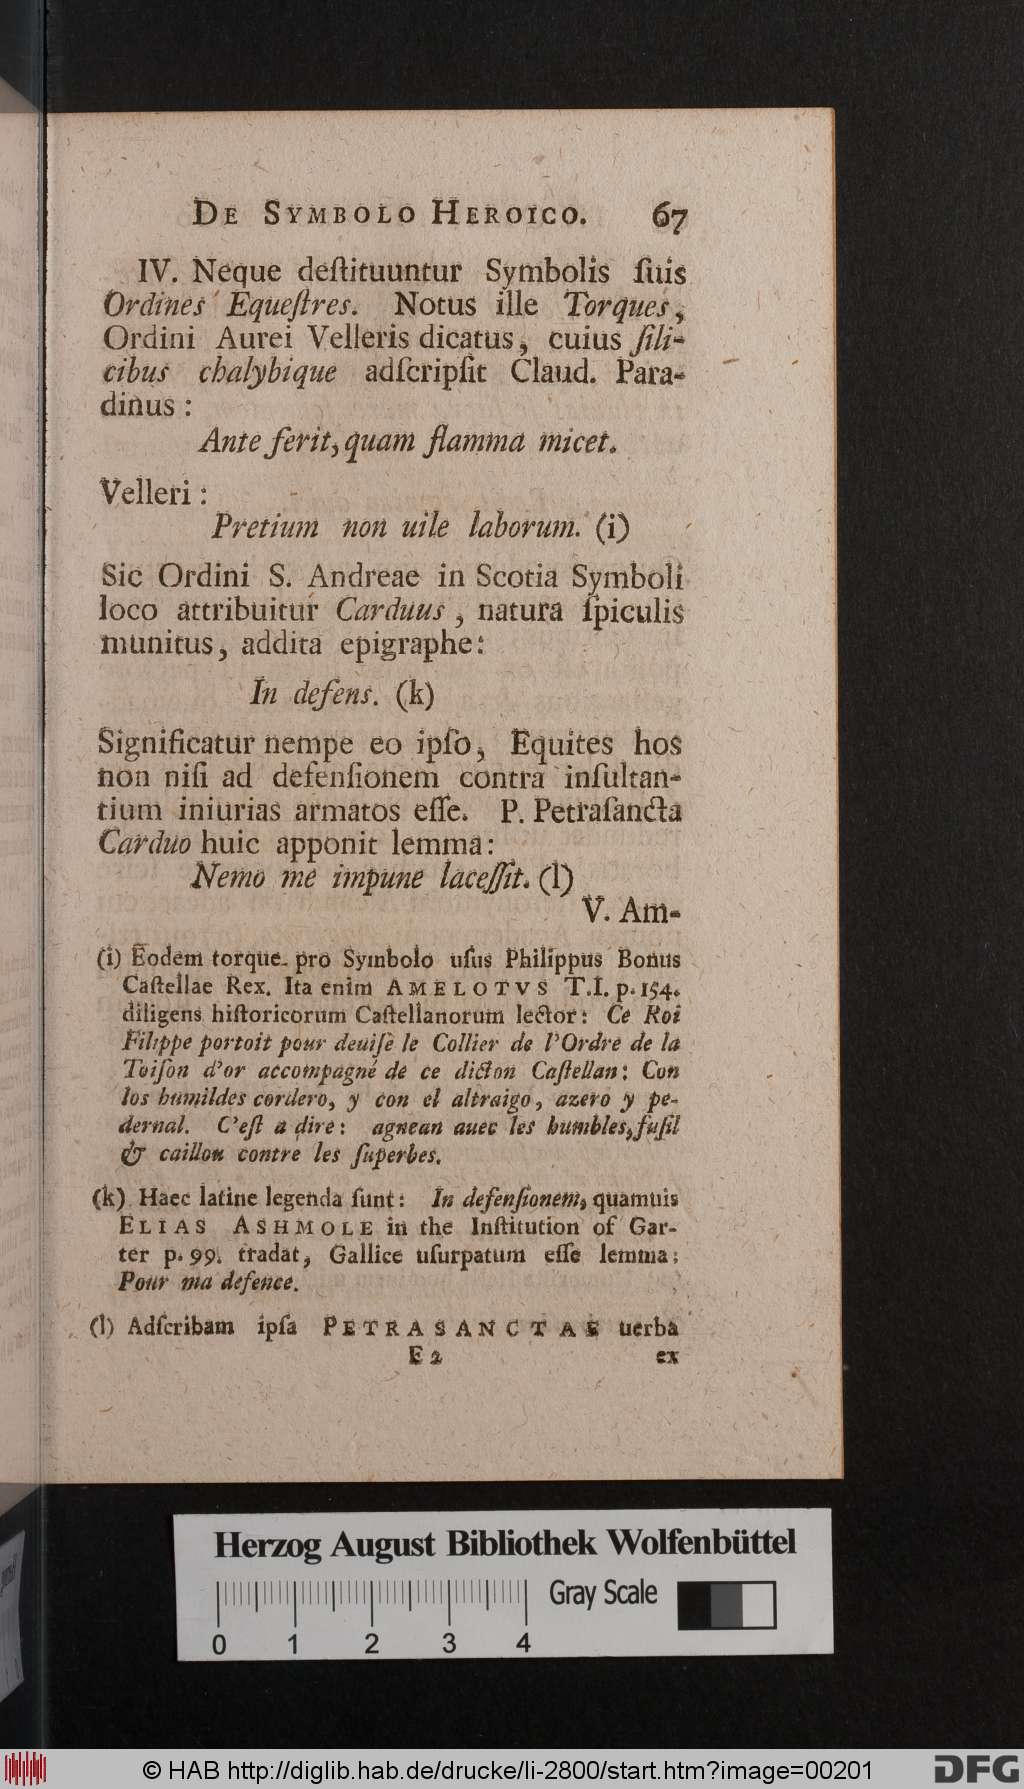 DE SYMBOLO HEROICO. 67
IV. Neque deſtituuntur Symbolis ſuis
Ordines Equeſtres. Notus ille Torques,
Ordini Aurei Velleris dicatus, cuius ſili-
cibus chalybique adſcripſit Claud. Para-
dinus:
Ante ferit, quam flamma micet.
Velleri:
Pretium non uile laborum. (i)
Sic Ordini S. Andreae in Scotia Symboli
loco attribuitur Carduus, natura ſpiculis
munitus, addita epigraphe:
In defens. (k)
Significatur nempe eo ipſo, Equites hos
non niſi ad defenſionem contra inſultan-
tium iniurias armatos eſſe. P. Petraſancta
Carduo huic apponit lemma:
Nemo me impune laceſſit. (l)
V. Am-
(i) Eodem torque pro Symbolo uſus Philippus Bonus
Caſtellae Rex. Ita enim AMELOTVS T.I. p. 154.
diligens hiſtoricorum Caſtellanorum lector: Ce Roi
Filippe portoit pour deuiſe le Collier de l'Ordre de la
Toiſon d'or accompagné de ce dicton Caſtellan: Con
los humildes cordero, y con el altraigo, azero y pe-
dernal. C'eſt a dire: agnean auec les humbles, fuſil
& caillou contre les ſuperbes.
(k) Haec latine legenda ſunt: In defenſionem, quamuis
ELIAS ASHMOLE in the Inſtitution of Gar-
ter p. 99. tradat, Gallice uſurpatum eſſe lemma:
Pour ma defence.
(l) Adſcribam ipſa PETRASANCTAE uerba
E 2 ex
Herzog August Bibliothek Wolfenbüttel
Gray Scale
0 1 2 3 4
© HAB http://diglib.hab.de/drucke/li-2800/start.htm?image=00201
DFG